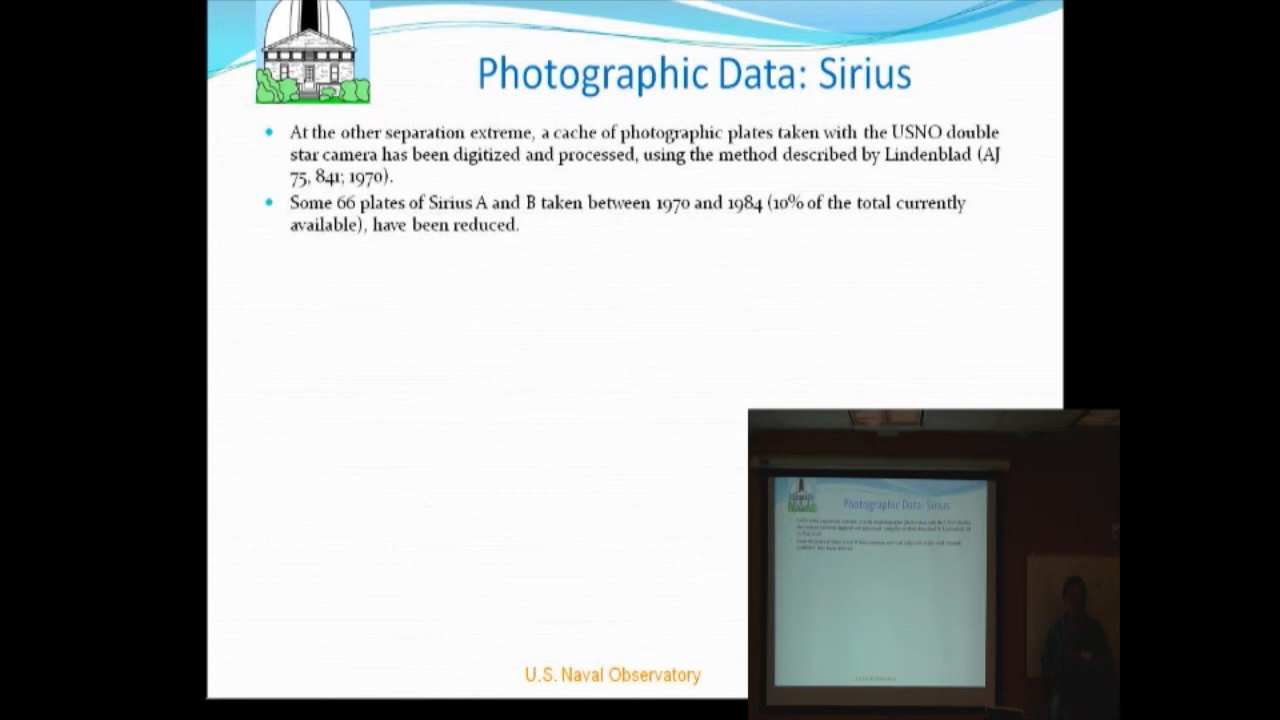 Photographic Data: Sirius
At the other separation extreme, a cache of photographic plates taken with the USNO double
star camera has been digitized and processed, using the method described by Lindenblad (AJ
75, 841; 1970).
Some 66 plates of Sirius A and B taken between 1970 and 1984 (10% of the total currently
available), have been reduced.
U.S. Naval Observatory
Photographic Data: Sirius